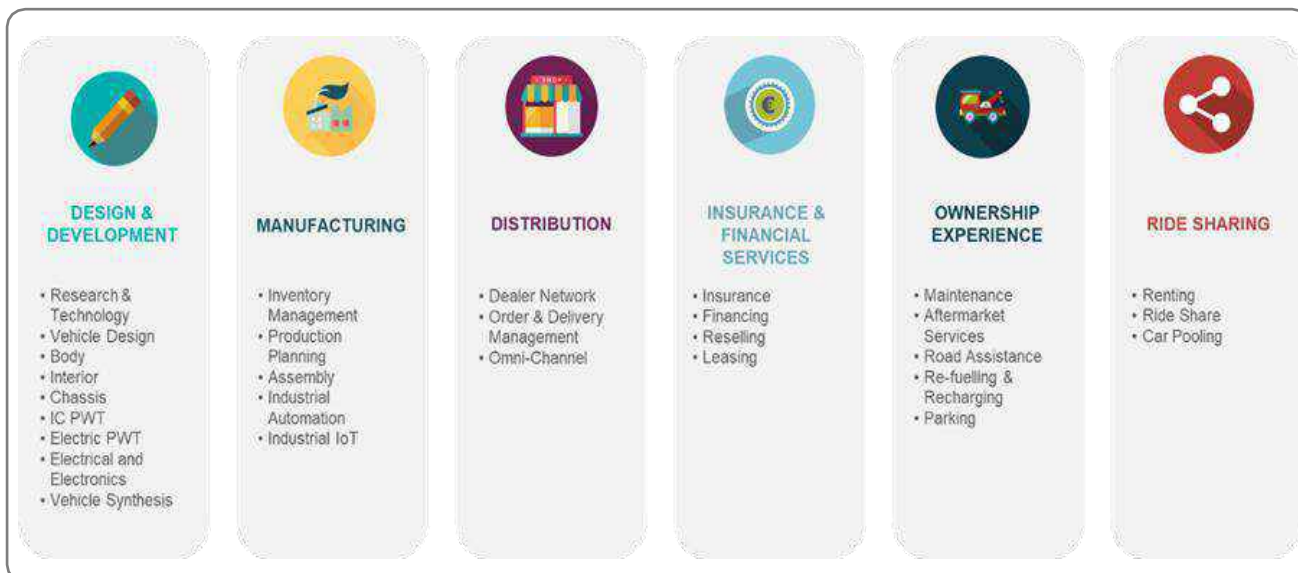 DESIGN &
DEVELOPMENT
• Research &
Technology
• Vehicle Design
• Body
• Interior
• Chassis
• IC PWT
• Electric PWT
• Electrical and
Electronics
• Vehicle Synthesis
MANUFACTURING
• Inventory
Management
• Production
Planning
• Assembly
• Industrial
Automation
• Industrial IoT
SHOP
DISTRIBUTION
• Dealer Network
• Order & Delivery
Management
• Omni-Channel
€
INSURANCE &
FINANCIAL
SERVICES
• Insurance
• Financing
• Reselling
• Leasing
OWNERSHIP
EXPERIENCE
• Maintenance
• Aftermarket
Services
• Road Assistance
• Re-fuelling &
Recharging
• Parking
RIDE SHARING
• Renting
• Ride Share
• Car Pooling